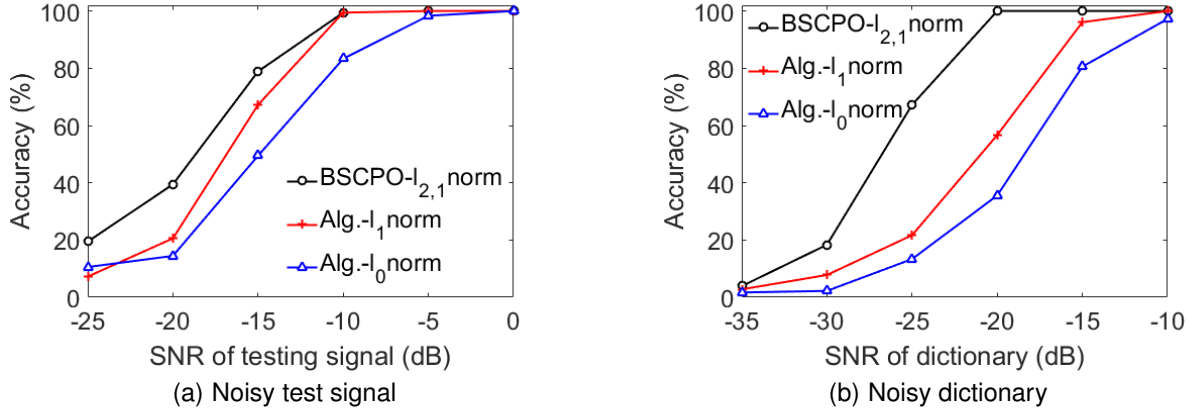 100
80
60
40
20
0
Accuracy (%)
BSCPO-l2,1norm
Alg.-l1norm
Alg.-l0norm
-25 -20 -15 -10 -5 0
SNR of testing signal (dB)
(a) Noisy test signal
100
80
60
40
20
0
Accuracy (%)
BSCPO-l2,1norm
Alg.-l1norm
Alg.-l0norm
-35 -30 -25 -20 -15 -10
SNR of dictionary (dB)
(b) Noisy dictionary